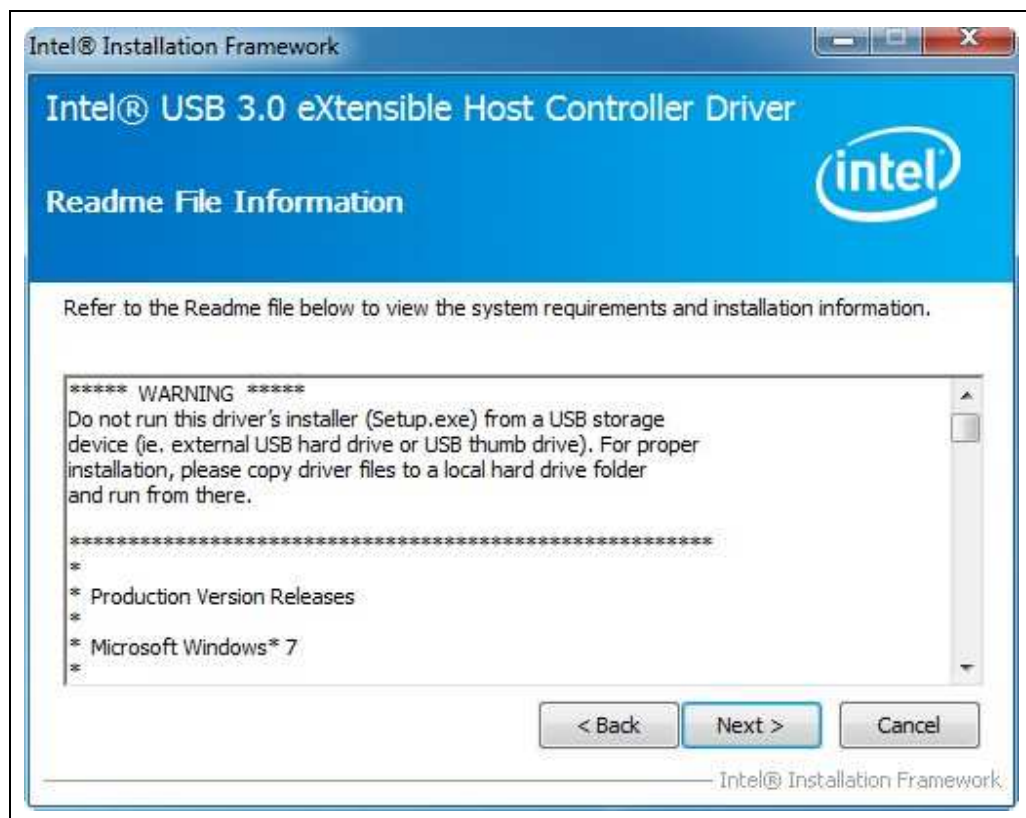 Intel® Installation Framework
Intel® USB 3.0 eXtensible Host Controller Driver
intel
Readme File Information
Refer to the Readme file below to view the system requirements and installation information.
***** WARNING *****
Do not run this driver's installer (Setup.exe) from a USB storage
device (ie. external USB hard drive or USB thumb drive). For proper
installation, please copy driver files to a local hard drive folder
and run from there.
*********************************************************
*
* Production Version Releases
*
* Microsoft Windows* 7
*
< Back Next > Cancel
Intel® Installation Framework